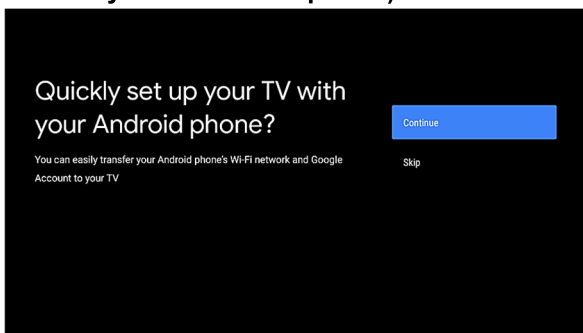 Quickly set up your TV with
your Android phone?
You can easily transfer your Android phone's Wi-Fi network and Google
Account to your TV
Continue
Skip